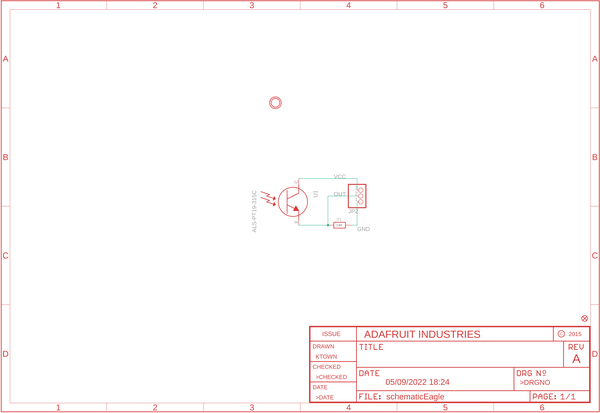 1 2 3 4 5 6
A A
B B
C C
D D
VCC
OUT
U1
ALS-PT19-315C
JP2
GND
ISSUE ADAFRUIT INDUSTRIES © 2015
DRAWN TITLE REV
KTOWN A
CHECKED
>CHECKED DATE DRG Nº
05/09/2022 18:24 >DRGNO
DATE
>DATE FILE: schematicEagle PAGE: 1/1
1 2 3 4 5 6